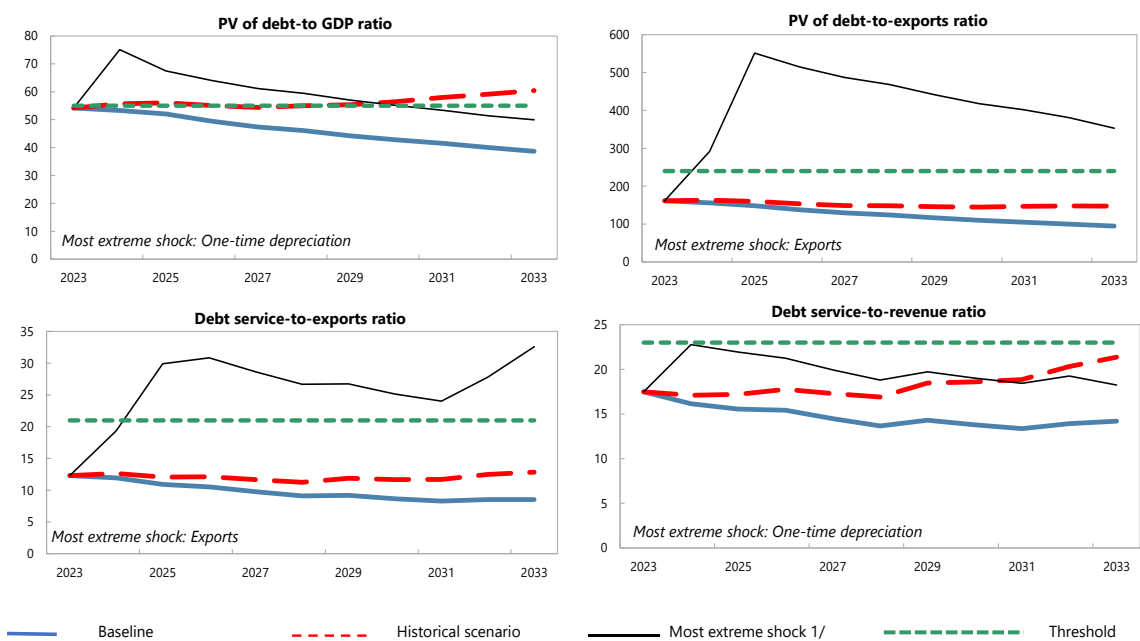 PV of debt-to GDP ratio
80
70
60
50
40
30
20
10
0
Most extreme shock: One-time depreciation
2023 2025 2027 2029 2031 2033
PV of debt-to-exports ratio
600
500
400
300
200
100
0
Most extreme shock: Exports
2023 2025 2027 2029 2031 2033
Debt service-to-exports ratio
35
30
25
20
15
10
5
0
Most extreme shock: Exports
2023 2025 2027 2029 2031 2033
Debt service-to-revenue ratio
25
20
15
10
5
0
Most extreme shock: One-time depreciation
2023 2025 2027 2029 2031 2033
Baseline Historical scenario Most extreme shock 1/ Threshold